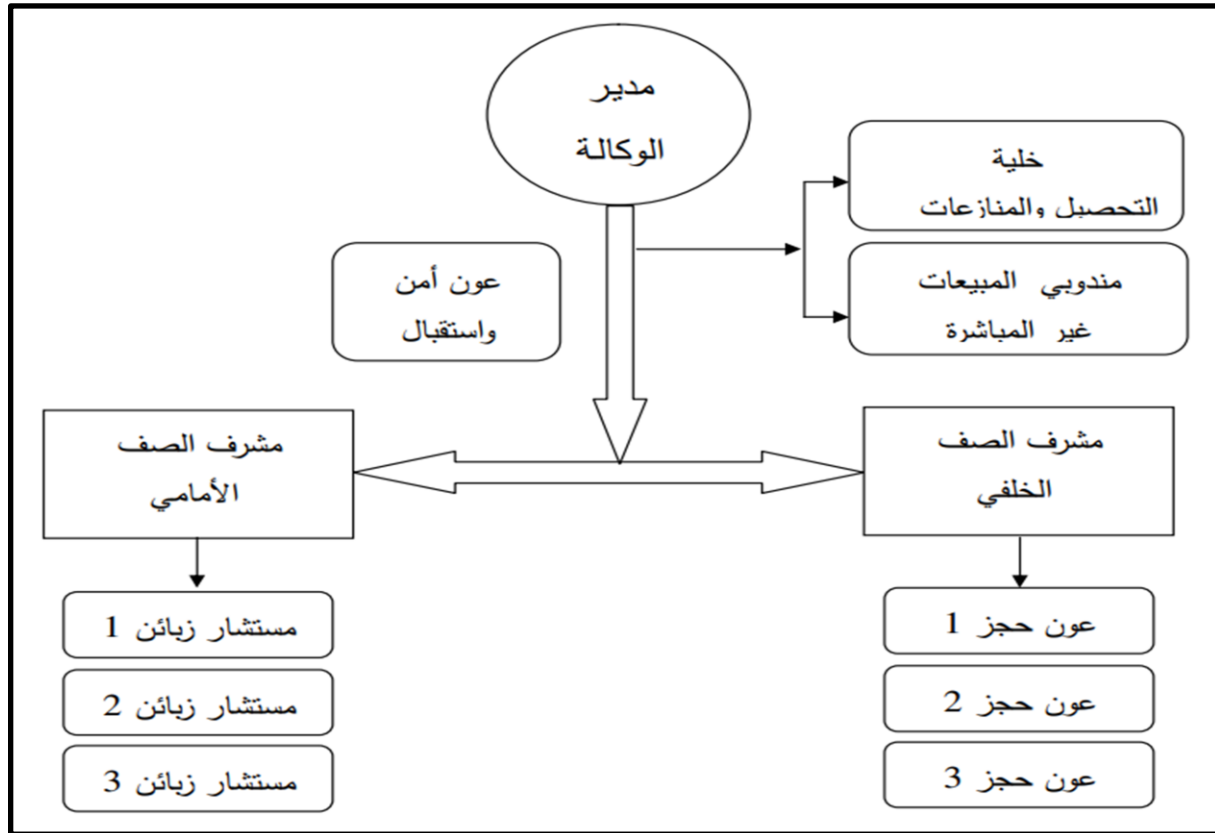 مدير
الوكالة
خلية
التحصيل والمنازعات
مندوبي المبيعات
غير المباشرة
عون أمن
واستقبال
مشرف الصف
الخلفي
مشرف الصف
الأمامي
عون حجز 1
عون حجز 2
عون حجز 3
مستشار زبائن 1
مستشار زبائن 2
مستشار زبائن 3